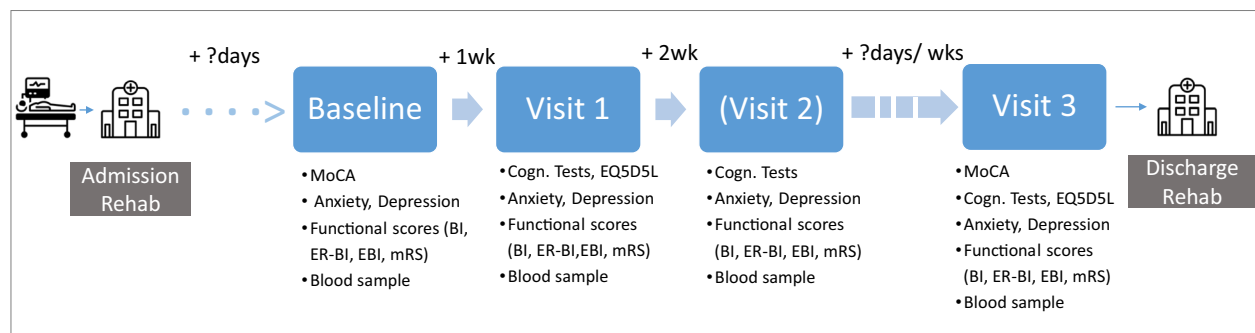 + ?days
+ 1wk
+ 2wk
+ ?days/ wks
Admission
Rehab
Baseline
• MoCA
• Anxiety, Depression
• Functional scores (BI,
ER-BI, EBI, mRS)
• Blood sample
Visit 1
• Cogn. Tests, EQ5D5L
• Anxiety, Depression
• Functional scores
(BI, ER-BI,EBI, mRS)
• Blood sample
(Visit 2)
• Cogn. Tests
• Anxiety, Depression
• Functional scores
(BI, ER-BI, EBI, mRS)
• Blood sample
Visit 3
• MoCA
• Cogn. Tests, EQ5D5L
• Anxiety, Depression
• Functional scores
(BI, ER-BI, EBI, mRS)
• Blood sample
Discharge
Rehab